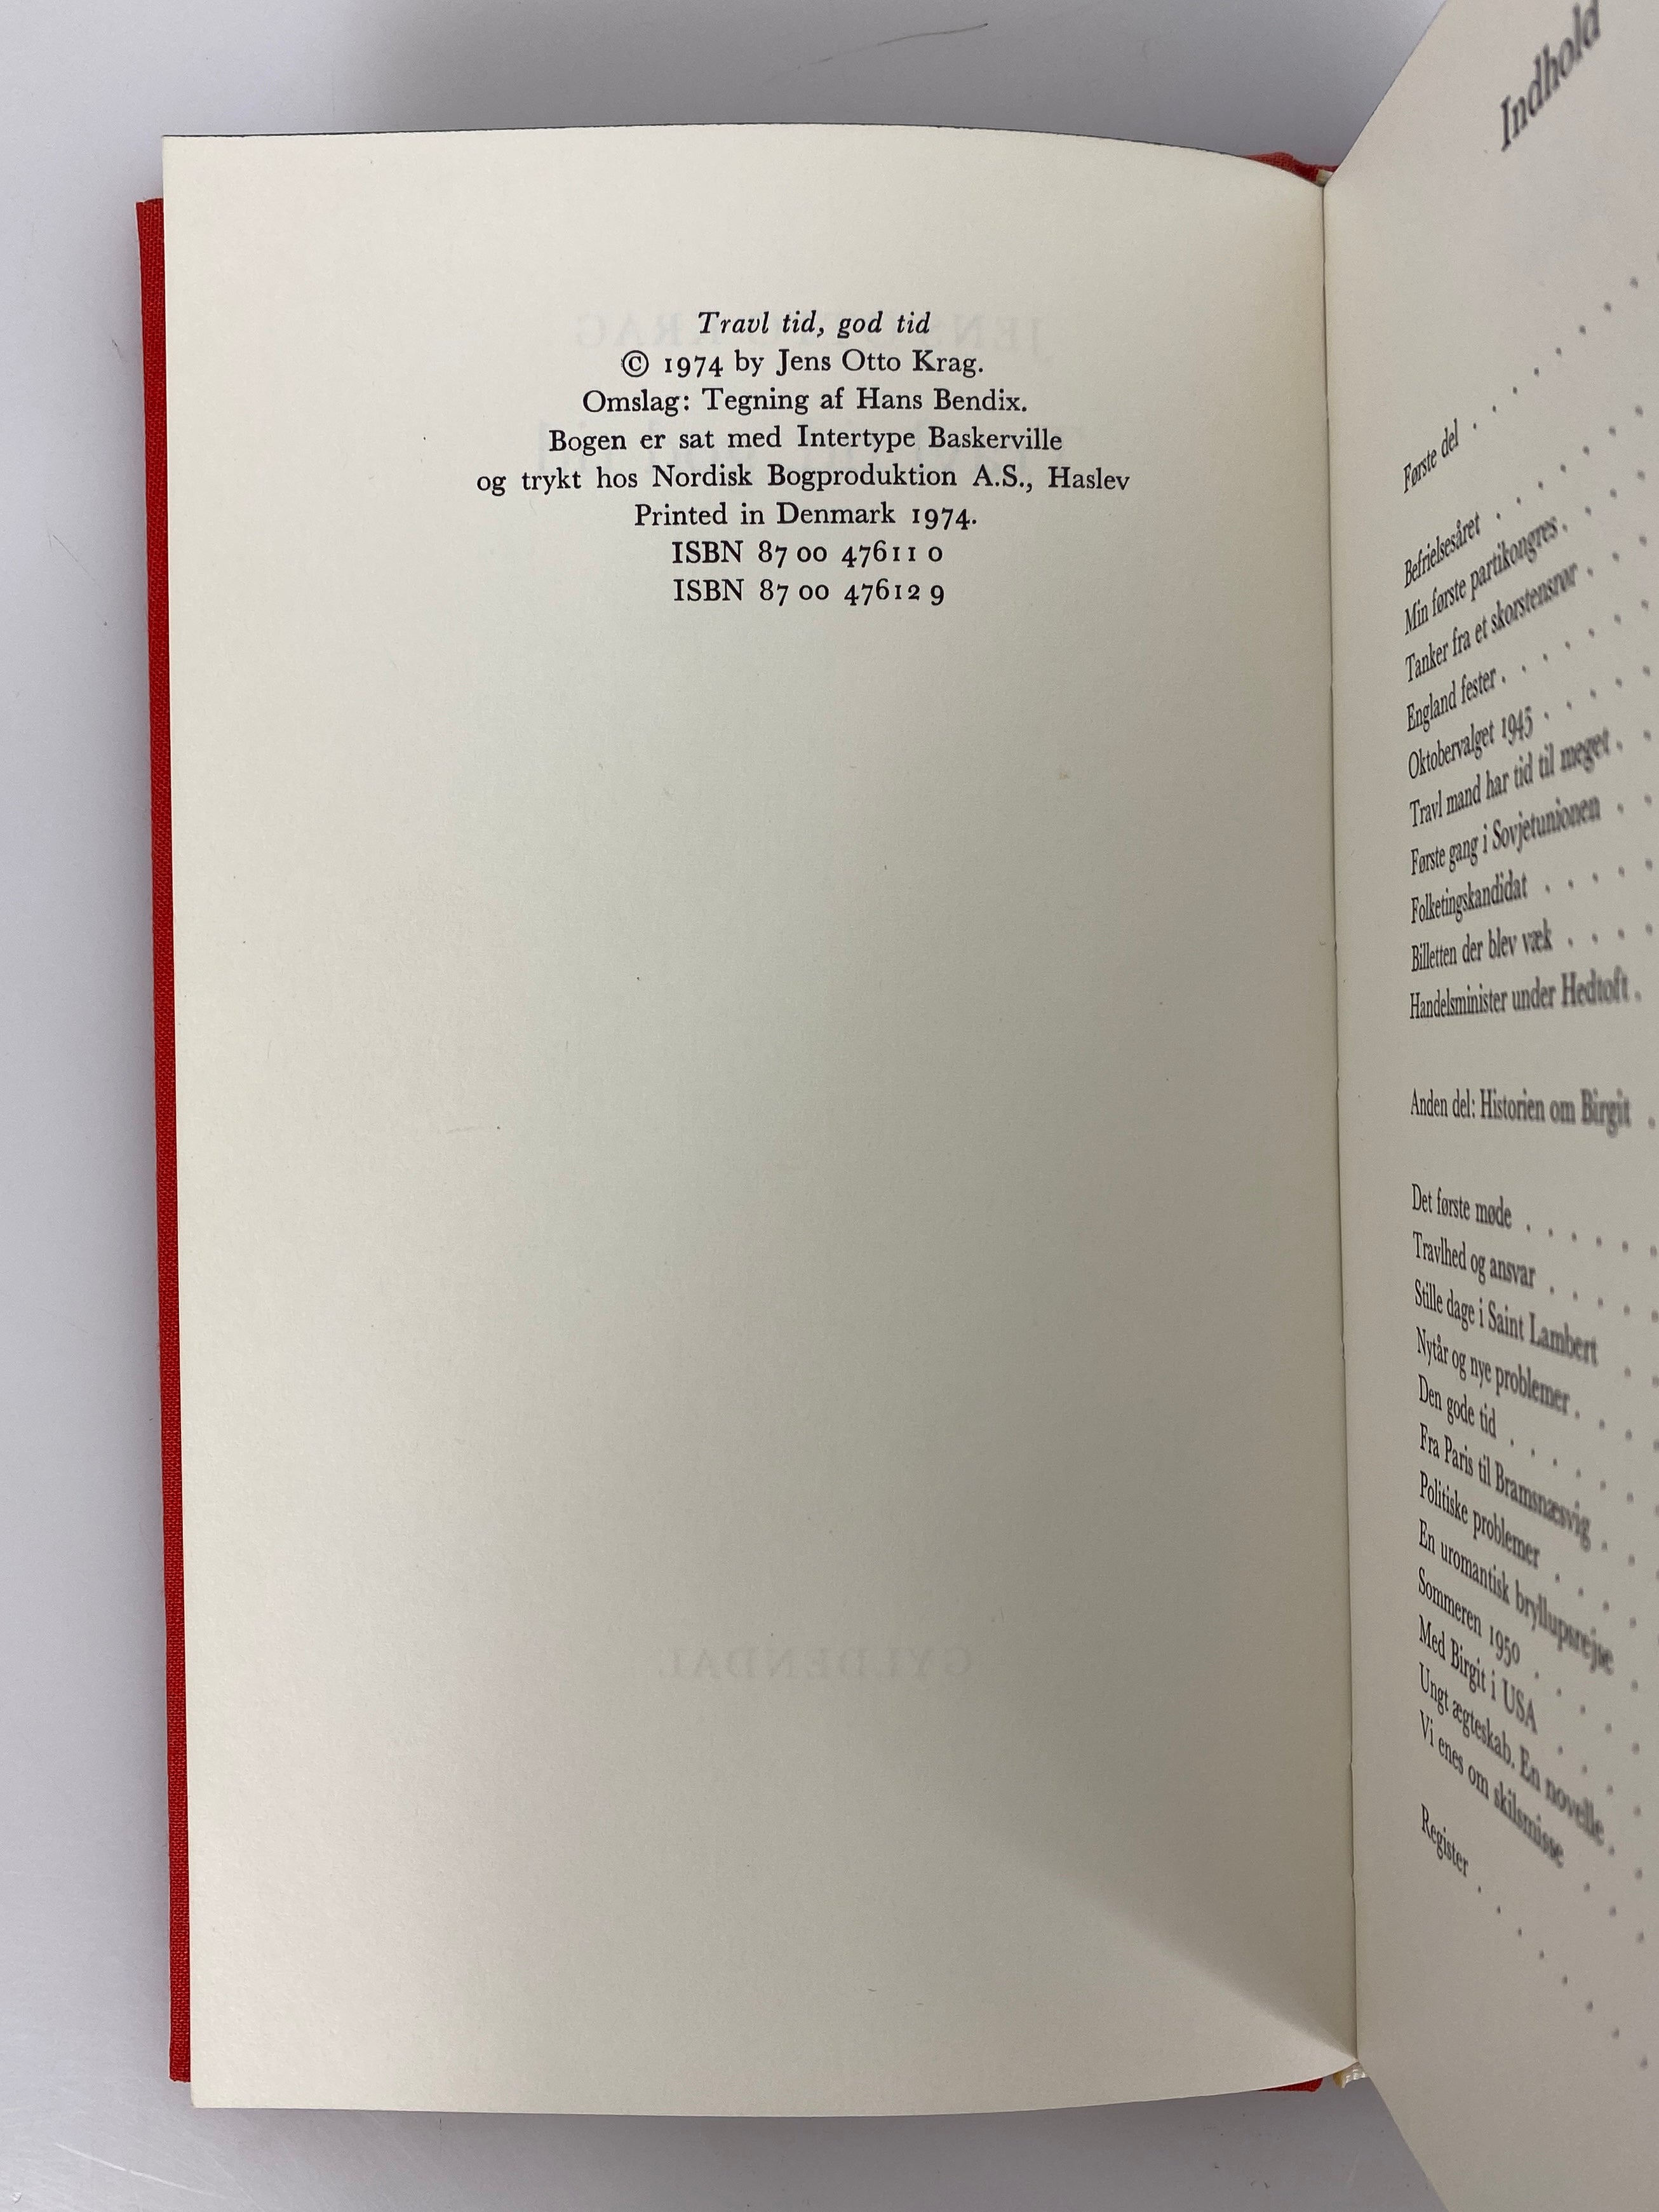 Travl tid, god tid
© 1974 by Jens Otto Krag.
Omslag: Tegning af Hans Bendix.
Bogen er sat med Intertype Baskerville
og trykt hos Nordisk Bogproduktion A.S., Haslev
Printed in Denmark 1974.
ISBN 87 00 47611 0
ISBN 87 00 47612 9
GYLDENDAL
Indhold
Første del . . . . . . . .
Befrielsesåret . . . . . .
Min første partikongres . . .
Tanker fra et skorstensrør . . .
England fester . . . . . .
Oktobervalget 1945 . . . . .
Travl mand har tid til meget . .
Første gang i Sovjetunionen . .
Folketingskandidat . . . . .
Billetten der blev væk . . . .
Handelsminister under Hedtoft .
Anden del: Historien om Birgit .
Det første møde . . . . . .
Travlhed og ansvar . . . . .
Stille dage i Saint Lambert . .
Nytår og nye problemer . . . .
Den gode tid . . . . . . .
Fra Paris til Bramsnæsvig . . .
Politiske problemer . . . .
En uromantisk bryllupsrejse .
Sommeren 1950 . . . . .
Med Birgit i USA . . . .
Ungt ægteskab. En novelle . .
Vi enes om skilsmisse . . .
Register . . . . . . . .